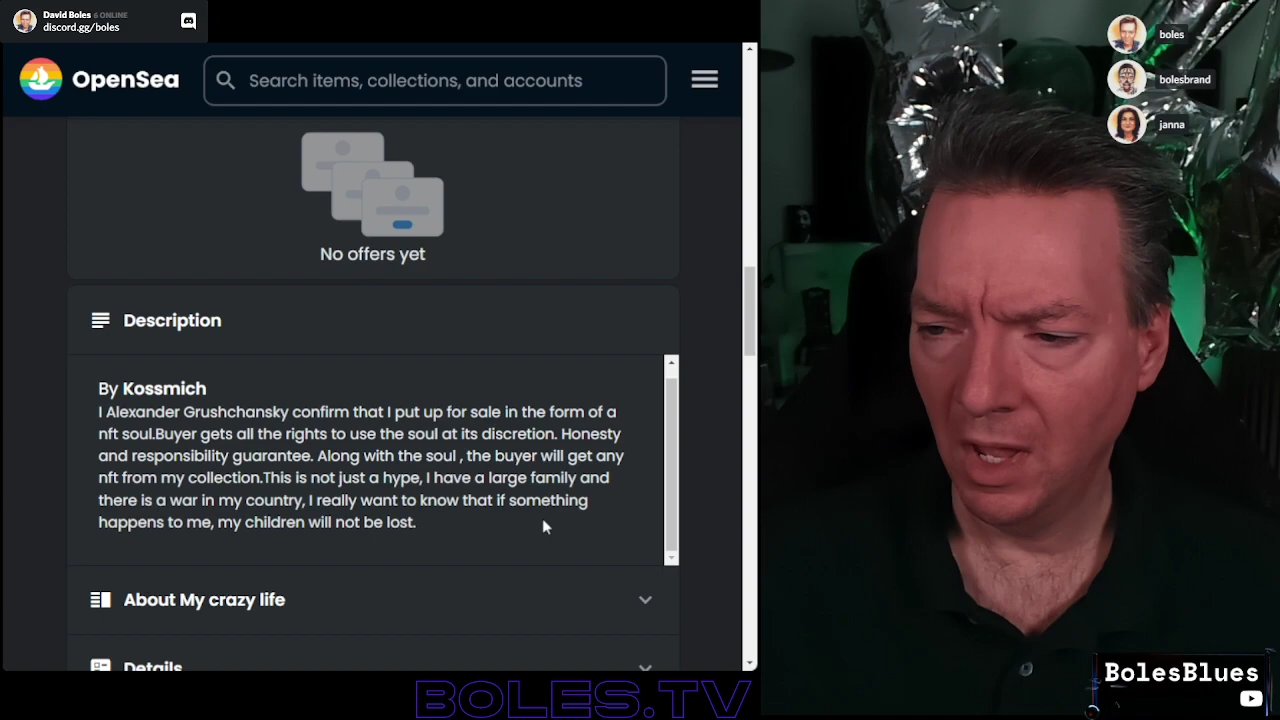 David Boles 6 ONLINE
discord.gg/boles
OpenSea
Search items, collections, and accounts
No offers yet
Description
By Kossmich
I Alexander Grushchansky confirm that I put up for sale in the form of a
nft soul.Buyer gets all the rights to use the soul at its discretion. Honesty
and responsibility guarantee. Along with the soul , the buyer will get any
nft from my collection.This is not just a hype, I have a large family and
there is a war in my country, I really want to know that if something
happens to me, my children will not be lost.
About My crazy life
Details
BOLES.TV
boles
bolesbrand
janna
BolesBlues